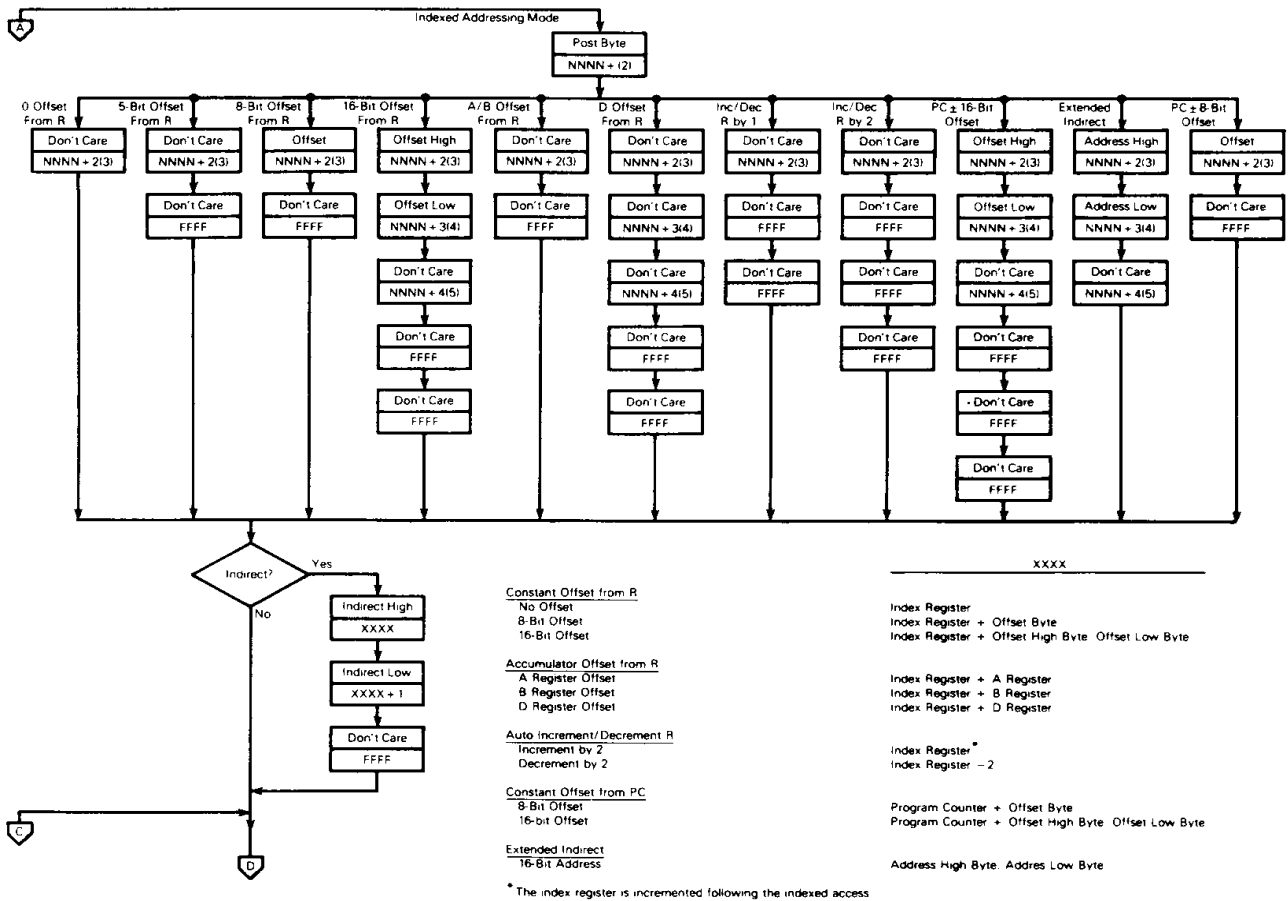 A
Indexed Addressing Mode
Post Byte
NNNN + (2)
0 Offset From R
5-Bit Offset From R
8-Bit Offset From R
16-Bit Offset From R
A/B Offset From R
D Offset From R
Inc/Dec R by 1
Inc/Dec R by 2
PC ± 16-Bit Offset
Extended Indirect
PC ± 8-Bit Offset
Don't Care
NNNN + 2(3)
Don't Care
NNNN + 2(3)
Don't Care
FFFF
Offset
NNNN + 2(3)
Don't Care
FFFF
Offset High
NNNN + 2(3)
Offset Low
NNNN + 3(4)
Don't Care
NNNN + 4(5)
Don't Care
FFFF
Don't Care
FFFF
Don't Care
NNNN + 2(3)
Don't Care
FFFF
Don't Care
NNNN + 2(3)
Don't Care
NNNN + 3(4)
Don't Care
NNNN + 4(5)
Don't Care
FFFF
Don't Care
FFFF
Don't Care
NNNN + 2(3)
Don't Care
FFFF
Don't Care
FFFF
Don't Care
NNNN + 2(3)
Don't Care
FFFF
Don't Care
FFFF
Don't Care
FFFF
Offset High
NNNN + 2(3)
Offset Low
NNNN + 3(4)
Don't Care
NNNN + 4(5)
Don't Care
FFFF
Don't Care
FFFF
Don't Care
FFFF
Address High
NNNN + 2(3)
Address Low
NNNN + 3(4)
Don't Care
NNNN + 4(5)
Offset
NNNN + 2(3)
Don't Care
FFFF
Indirect?
Yes
No
Indirect High
XXXX
Indirect Low
XXXX + 1
Don't Care
FFFF
C
D
XXXX
Constant Offset from R
No Offset Index Register
8-Bit Offset Index Register + Offset Byte
16-Bit Offset Index Register + Offset High Byte Offset Low Byte
Accumulator Offset from R
A Register Offset Index Register + A Register
B Register Offset Index Register + B Register
D Register Offset Index Register + D Register
Auto Increment/Decrement R
Increment by 2 Index Register*
Decrement by 2 Index Register - 2
Constant Offset from PC
8-Bit Offset Program Counter + Offset Byte
16-bit Offset Program Counter + Offset High Byte Offset Low Byte
Extended Indirect
16-Bit Address Address High Byte. Addres Low Byte
* The index register is incremented following the indexed access